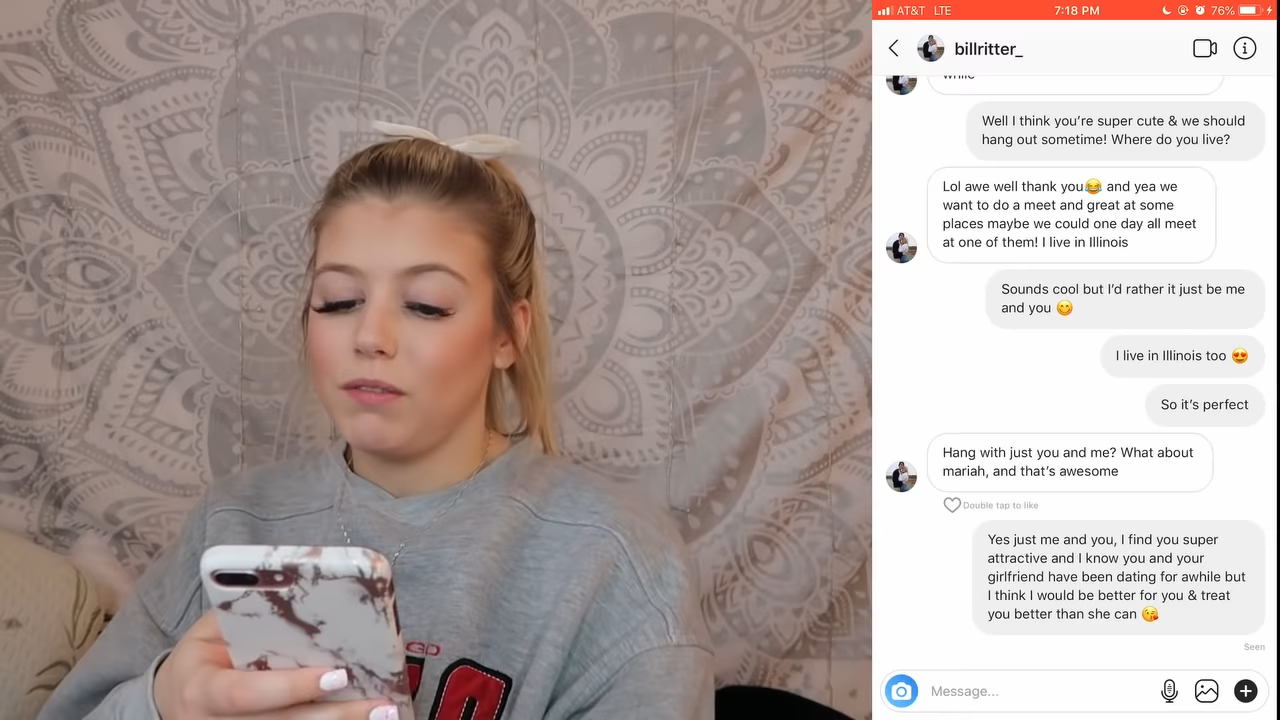 AT&T LTE 7:18 PM 76%
billritter_
while
Well I think you're super cute & we should
hang out sometime! Where do you live?
Lol awe well thank you😂 and yea we
want to do a meet and great at some
places maybe we could one day all meet
at one of them! I live in Illinois
Sounds cool but I'd rather it just be me
and you 😋
I live in Illinois too 😍
So it's perfect
Hang with just you and me? What about
mariah, and that's awesome
Double tap to like
Yes just me and you, I find you super
attractive and I know you and your
girlfriend have been dating for awhile but
I think I would be better for you & treat
you better than she can 😘
Seen
Message...